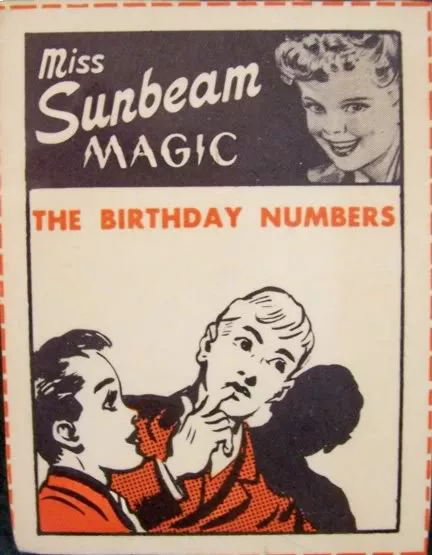 Miss
Sunbeam
MAGIC
THE BIRTHDAY NUMBERS